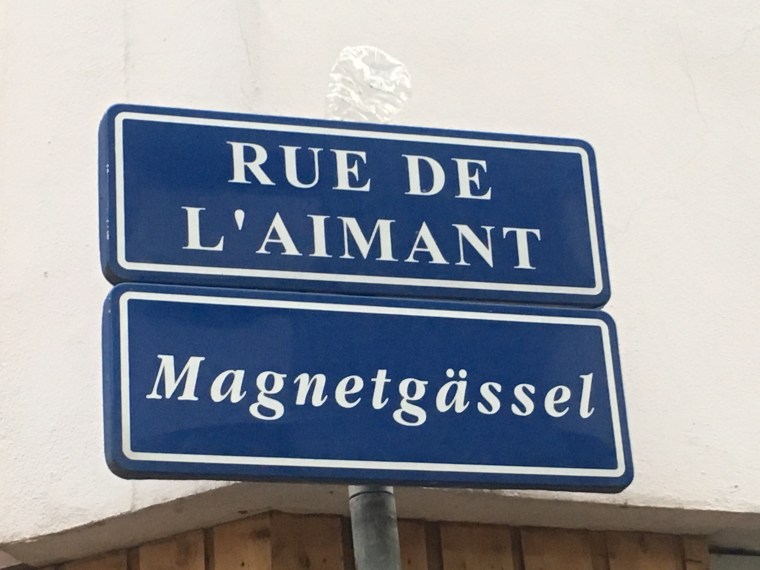 RUE DE
L'AIMANT
Magnetgässel